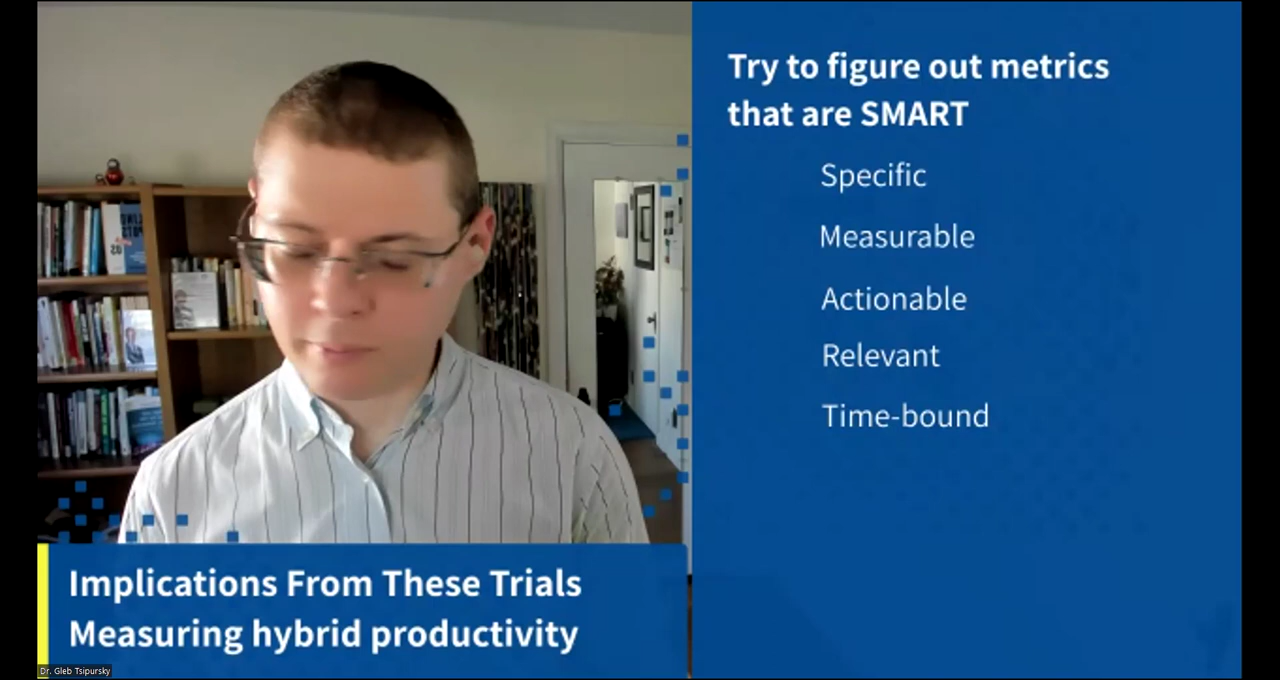 Try to figure out metrics
that are SMART
Specific
Measurable
Actionable
Relevant
Time-bound
Implications From These Trials
Measuring hybrid productivity
Dr. Gleb Tsipursky